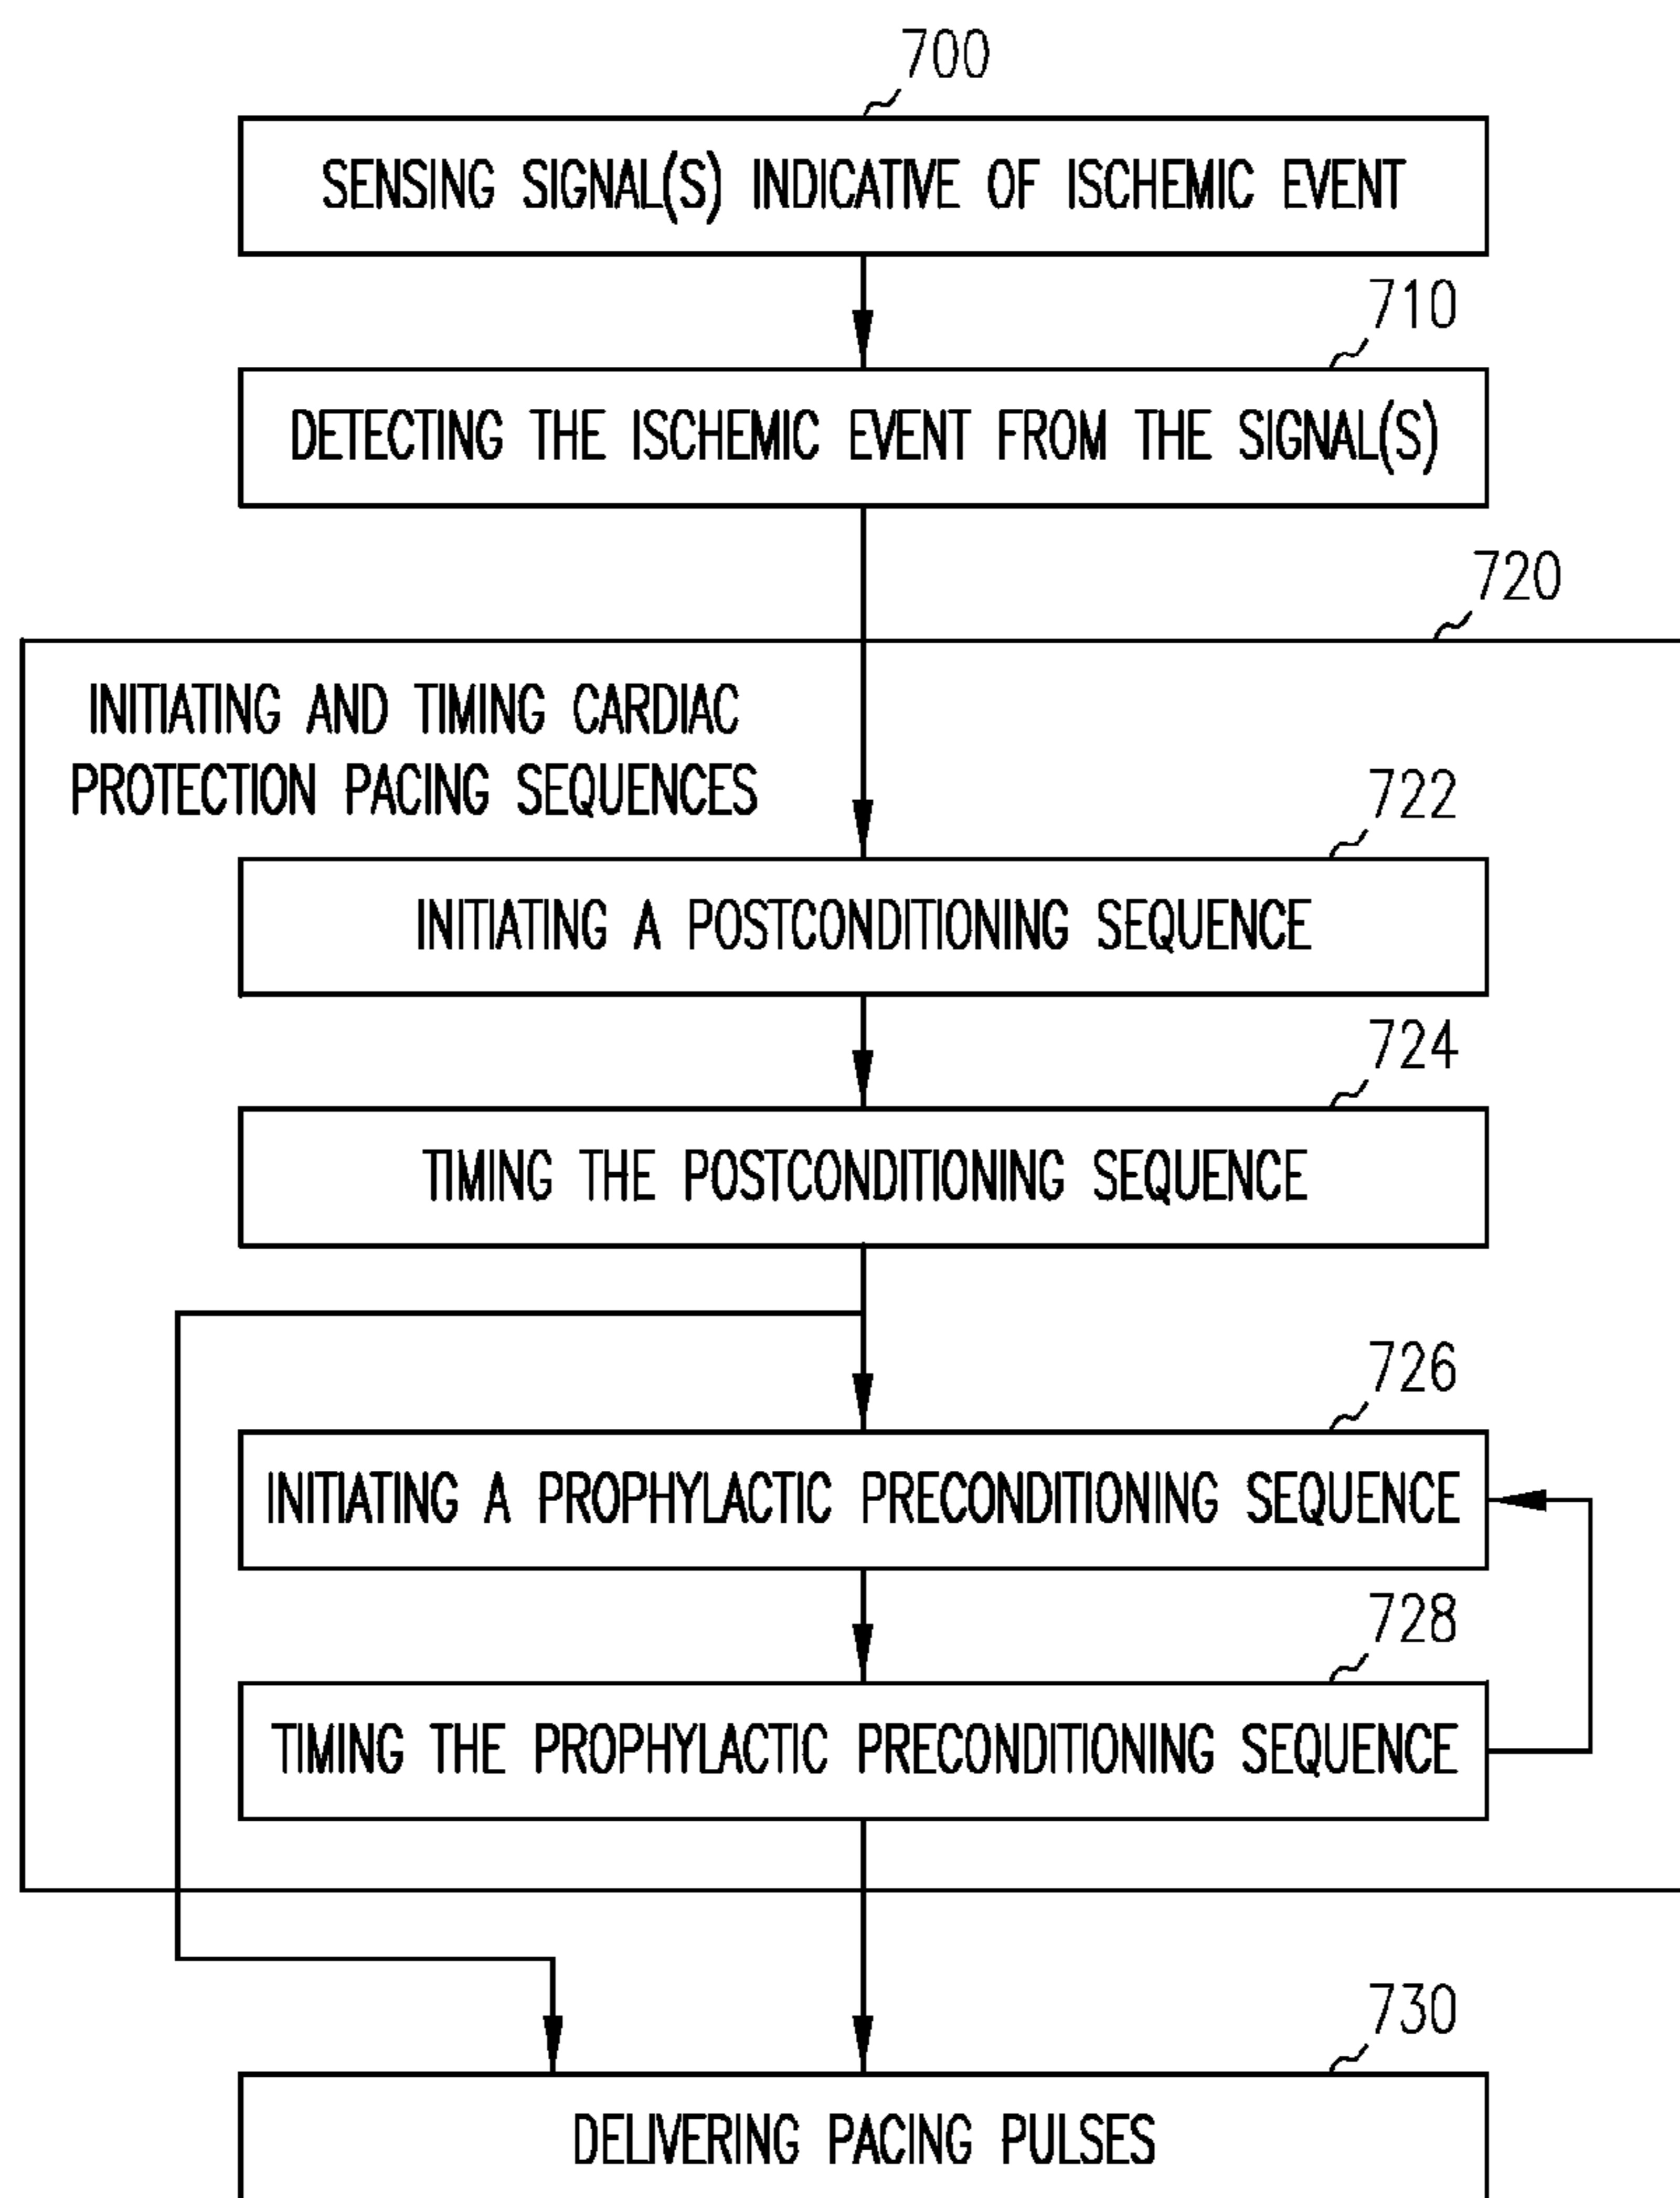 700
SENSING SIGNAL(S) INDICATIVE OF ISCHEMIC EVENT
710
DETECTING THE ISCHEMIC EVENT FROM THE SIGNAL(S)
720
INITIATING AND TIMING CARDIAC
PROTECTION PACING SEQUENCES
722
INITIATING A POSTCONDITIONING SEQUENCE
724
TIMING THE POSTCONDITIONING SEQUENCE
726
INITIATING A PROPHYLACTIC PRECONDITIONING SEQUENCE
728
TIMING THE PROPHYLACTIC PRECONDITIONING SEQUENCE
730
DELIVERING PACING PULSES